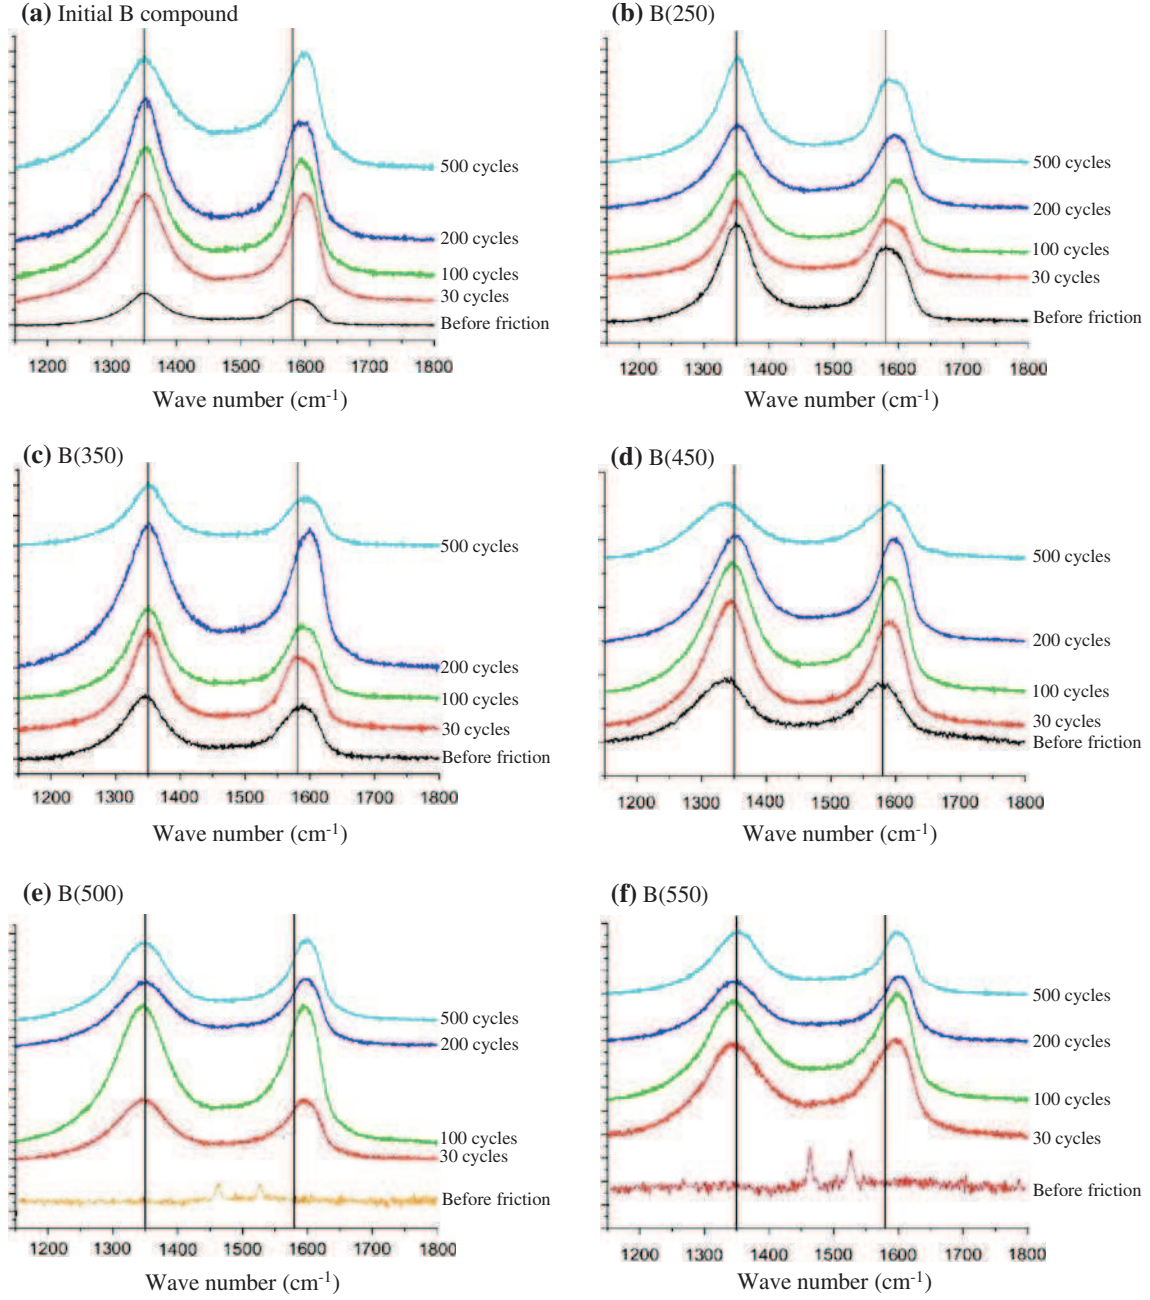 (a) Initial B compound
500 cycles
200 cycles
100 cycles
30 cycles
Before friction
1200 1300 1400 1500 1600 1700 1800
Wave number (cm-1)
(b) B(250)
500 cycles
200 cycles
100 cycles
30 cycles
Before friction
1200 1300 1400 1500 1600 1700 1800
Wave number (cm-1)
(c) B(350)
500 cycles
200 cycles
100 cycles
30 cycles
Before friction
1200 1300 1400 1500 1600 1700 1800
Wave number (cm-1)
(d) B(450)
500 cycles
200 cycles
100 cycles
30 cycles
Before friction
1200 1300 1400 1500 1600 1700 1800
Wave number (cm-1)
(e) B(500)
500 cycles
200 cycles
100 cycles
30 cycles
Before friction
1200 1300 1400 1500 1600 1700 1800
Wave number (cm-1)
(f) B(550)
500 cycles
200 cycles
100 cycles
30 cycles
Before friction
1200 1300 1400 1500 1600 1700 1800
Wave number (cm-1)